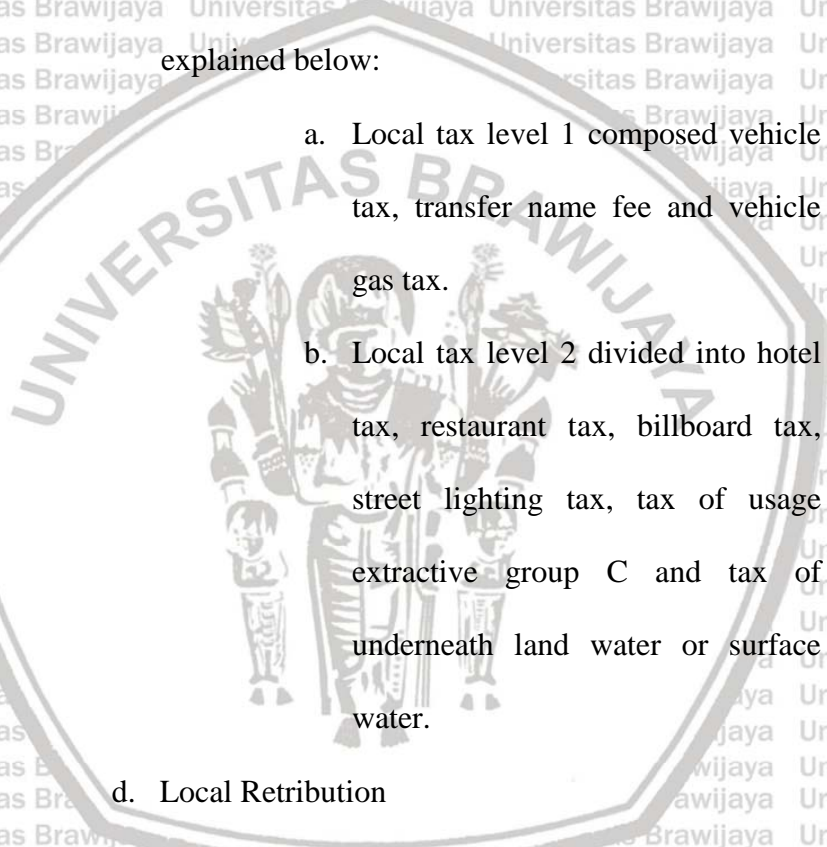 explained below:
a. Local tax level 1 composed vehicle
tax, transfer name fee and vehicle
gas tax.
b. Local tax level 2 divided into hotel
tax, restaurant tax, billboard tax,
street lighting tax, tax of usage
extractive group C and tax of
underneath land water or surface
water.
d. Local Retribution
UNIVERSITAS BRAWIJAYA